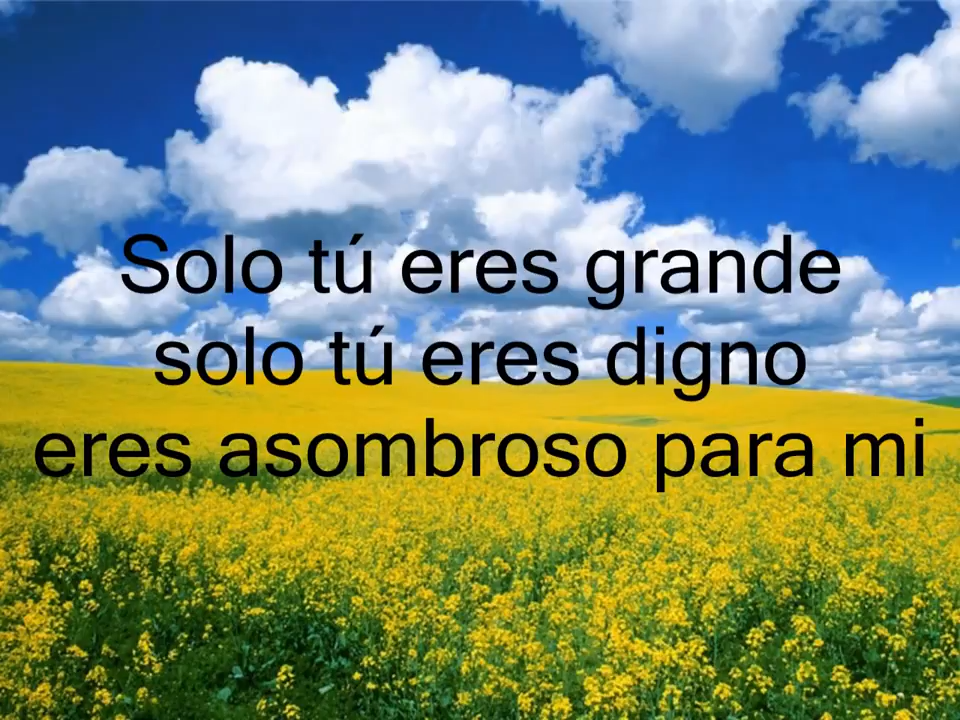 Solo tú eres grande
solo tú eres digno
eres asombroso para mi